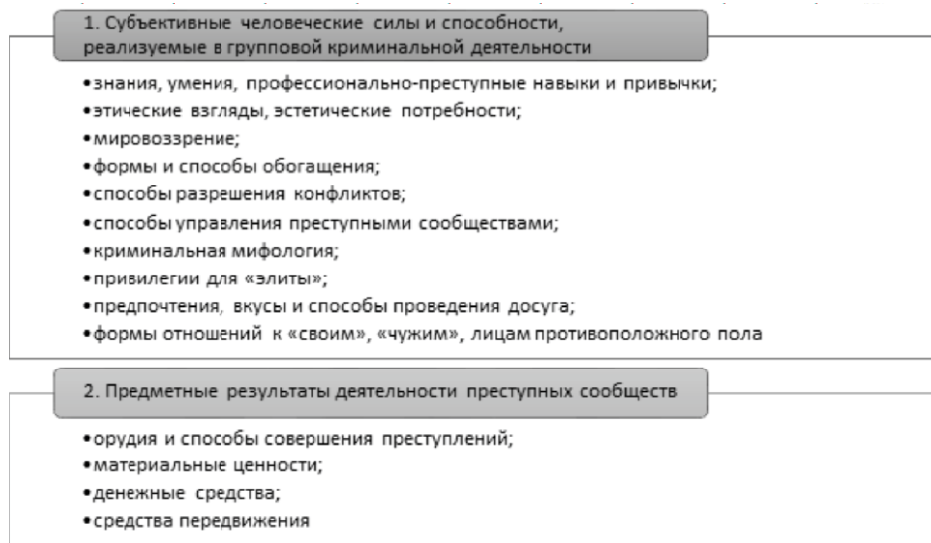 1. Субъективные человеческие силы и способности,
реализуемые в групповой криминальной деятельности
•знания, умения, профессионально-преступные навыки и привычки;
•этические взгляды, эстетические потребности;
•мировоззрение;
•формы и способы обогащения;
•способы разрешения конфликтов;
•способы управления преступными сообществами;
•криминальная мифология;
•привилегии для «элиты»;
•предпочтения, вкусы и способы проведения досуга;
•формы отношений к «своим», «чужим», лицам противоположного пола
2. Предметные результаты деятельности преступных сообществ
•орудия и способы совершения преступлений;
•материальные ценности;
•денежные средства;
•средства передвижения